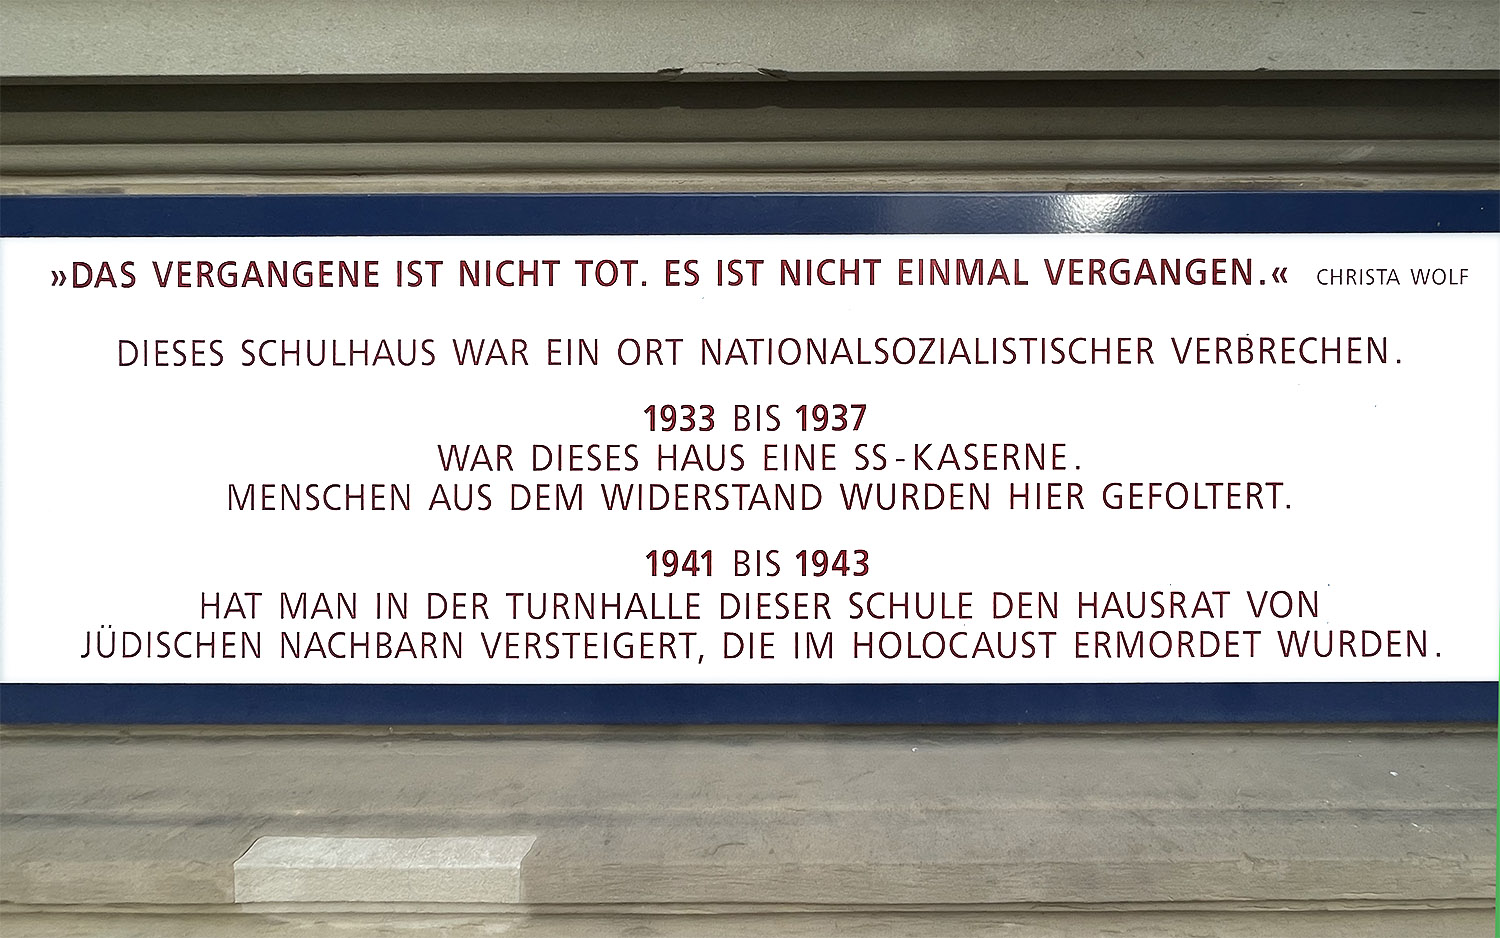 »DAS VERGANGENE IST NICHT TOT. ES IST NICHT EINMAL VERGANGEN.« CHRISTA WOLF
DIESES SCHULHAUS WAR EIN ORT NATIONALSOZIALISTISCHER VERBRECHEN.
1933 BIS 1937
WAR DIESES HAUS EINE SS-KASERNE.
MENSCHEN AUS DEM WIDERSTAND WURDEN HIER GEFOLTERT.
1941 BIS 1943
HAT MAN IN DER TURNHALLE DIESER SCHULE DEN HAUSRAT VON
JÜDISCHEN NACHBARN VERSTEIGERT, DIE IM HOLOCAUST ERMORDET WURDEN.